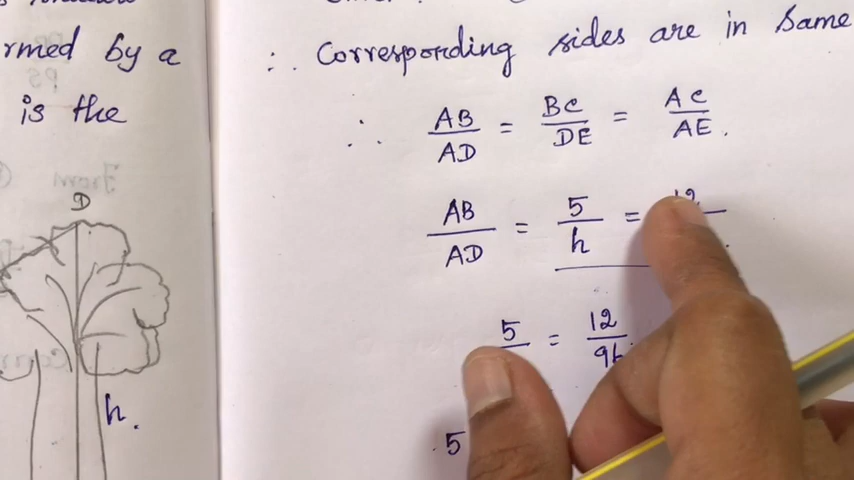 rmed by a
is the
D
h.
∴ Corresponding sides are in same
∴ AB/AD = BC/DE = AC/AE.
AB/AD = 5/h = 12
5 = 12/96
5